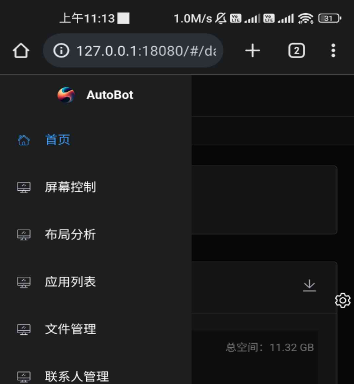 上午11:13 1.0M/s 31
127.0.0.1:18080/#/da 2
AutoBot
首页
屏幕控制
布局分析
应用列表
总空间：11.32 GB
文件管理
联系人管理